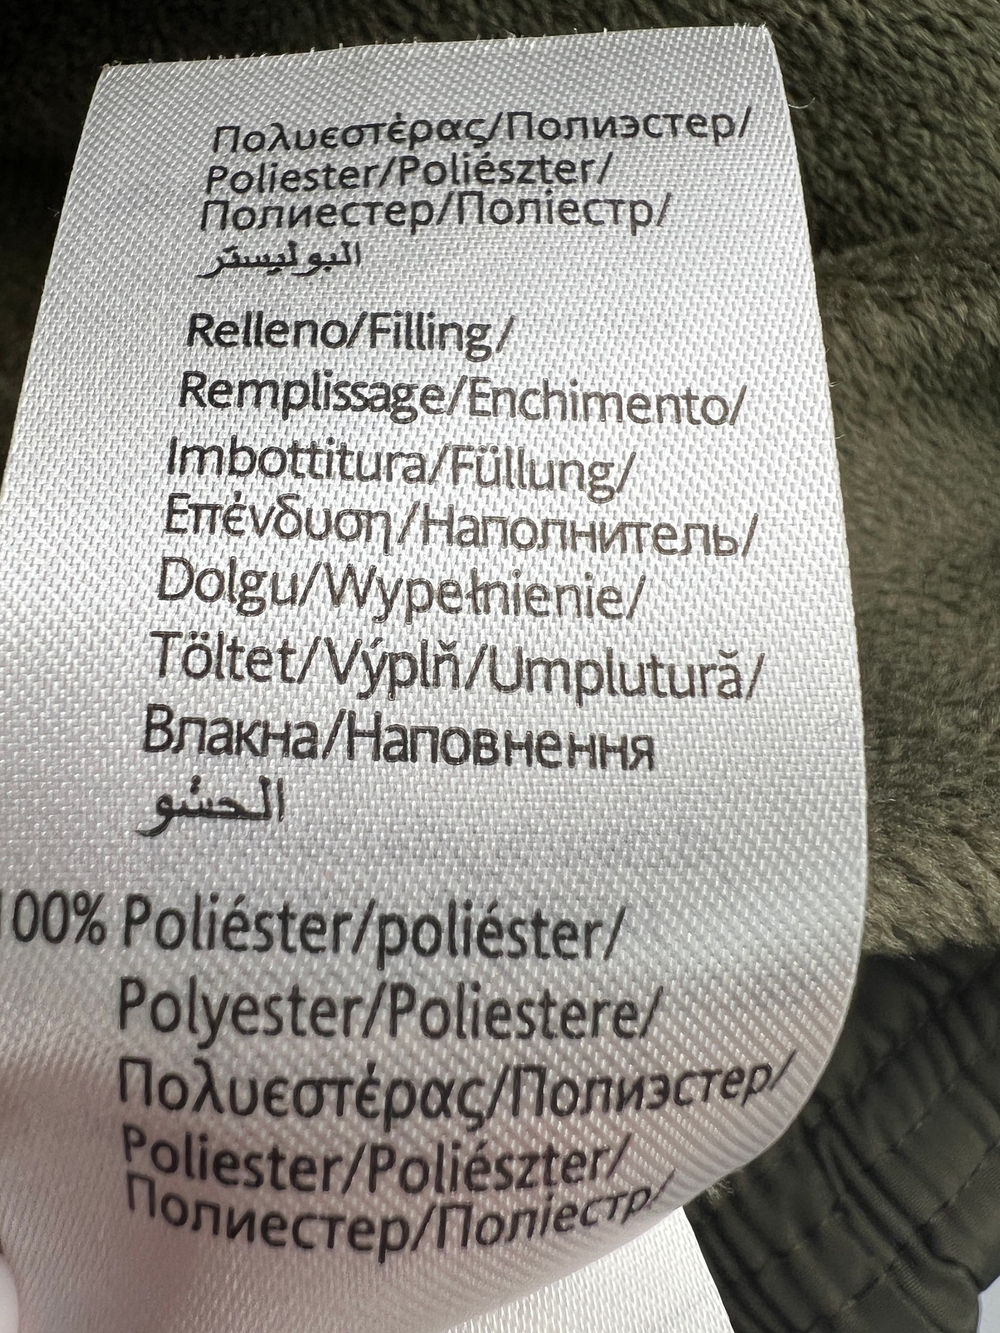 Πολυεστέρας/Полиэстер/
Poliester/Poliészter/
Полиестер/Поліестр/
البوليستر
Relleno/Filling/
Remplissage/Enchimento/
Imbottitura/Füllung/
Επένδυση/Наполнитель/
Dolgu/Wypełnienie/
Töltet/Výplň/Umplutură/
Влакна/Наповнення
الحشو
100% Poliéster/poliéster/
Polyester/Poliestere/
Πολυεστέρας/Полиэстер/
Poliester/Poliészter/
Полиестер/Поліестр/